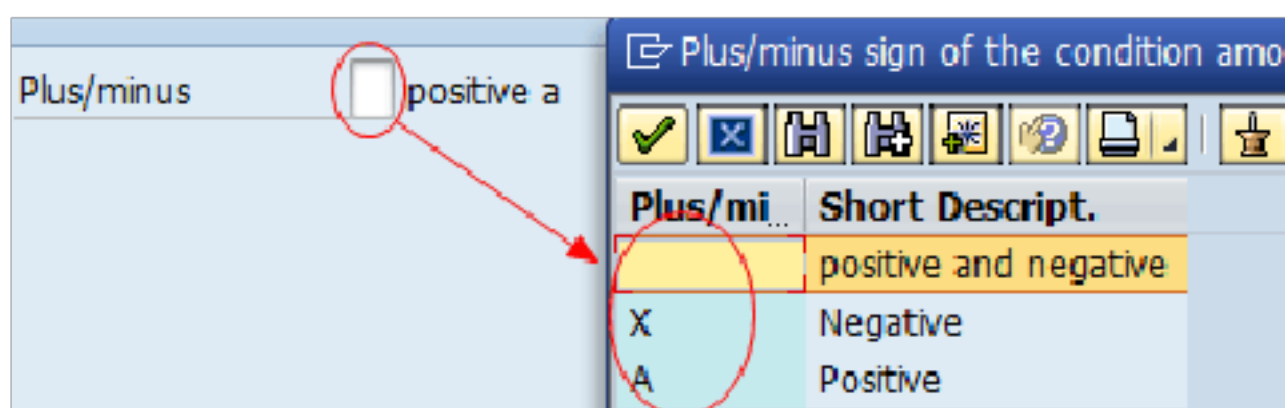 Plus/minus positive a
Plus/minus sign of the condition amo
Plus/mi... Short Descript.
positive and negative
X Negative
A Positive